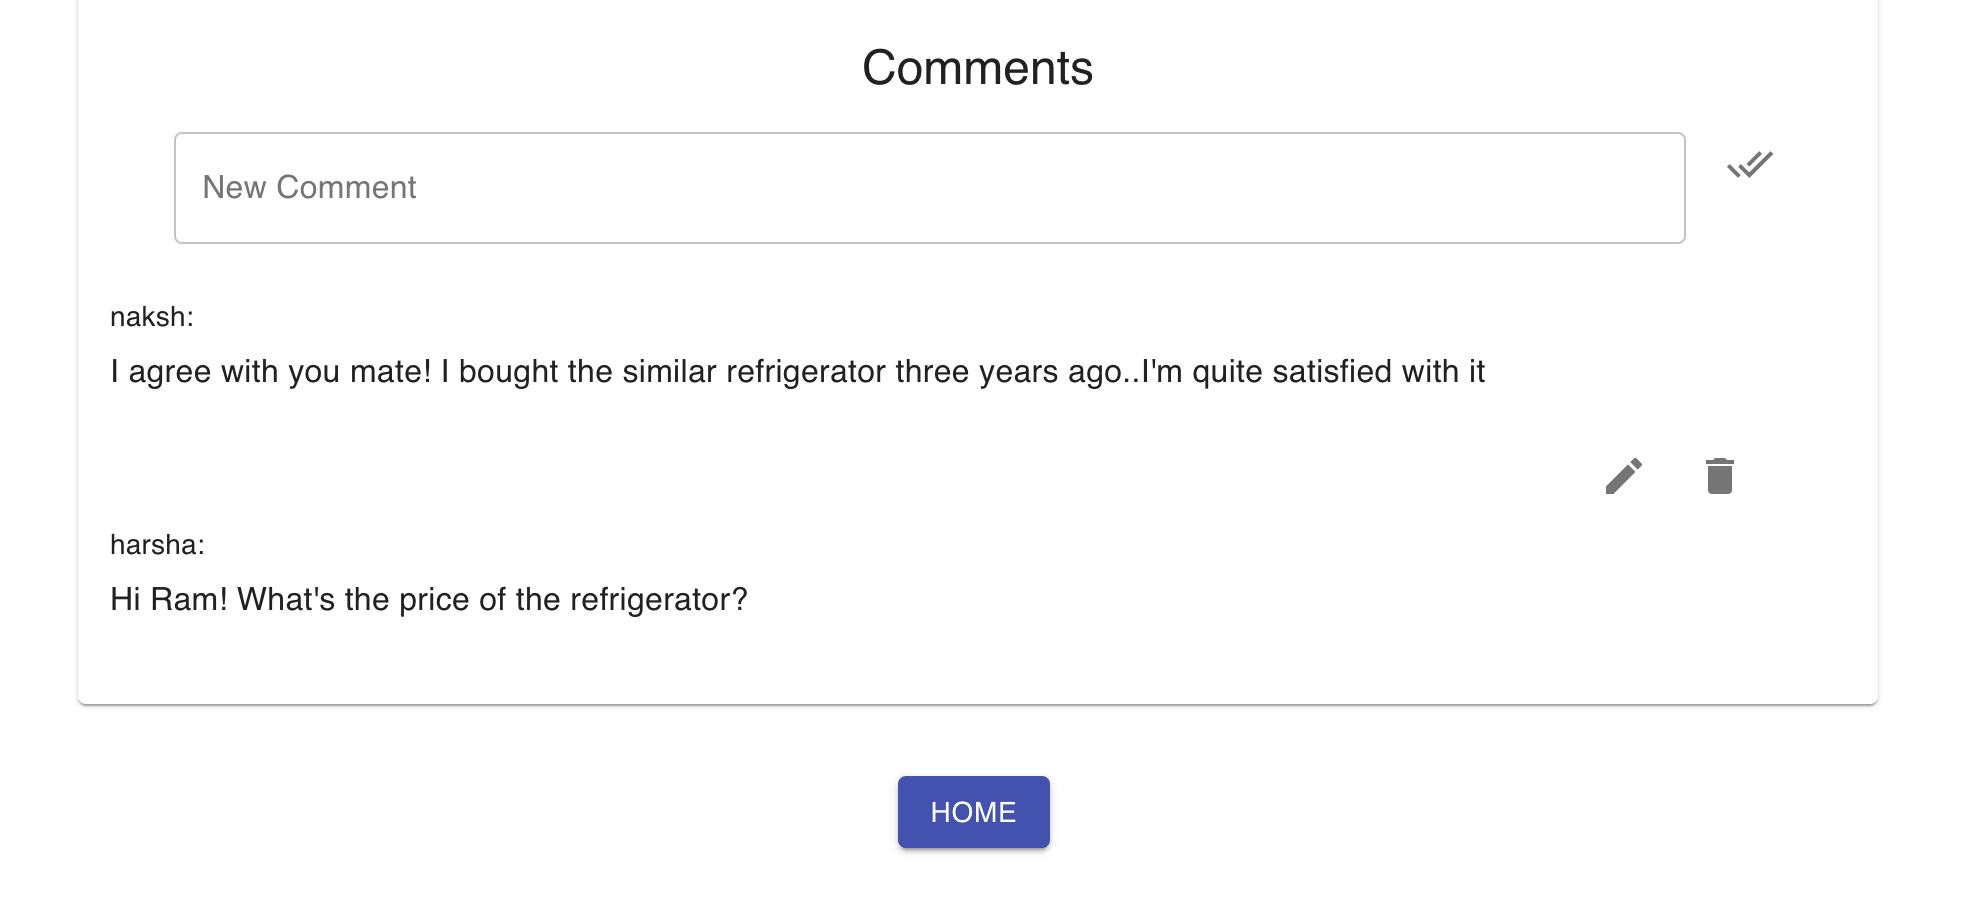 Comments
New Comment
naksh:
I agree with you mate! I bought the similar refrigerator three years ago..I'm quite satisfied with it
harsha:
Hi Ram! What's the price of the refrigerator?
HOME